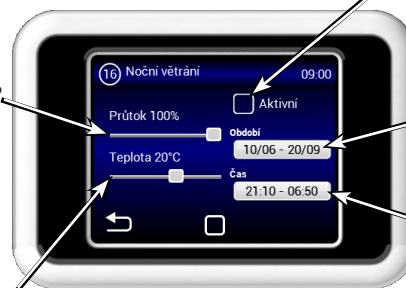 16 Noční větrání 09:00
Aktivní
Průtok 100%
Období
10/06 - 20/09
Teplota 20°C
Čas
21:10 - 06:50